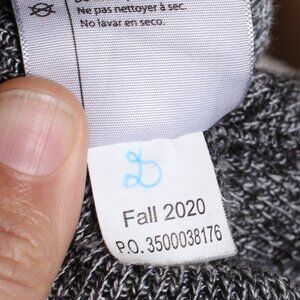 Ne pas nettoyer à sec.
No lavar en seco.
Fall 2020
P.O. 3500038176